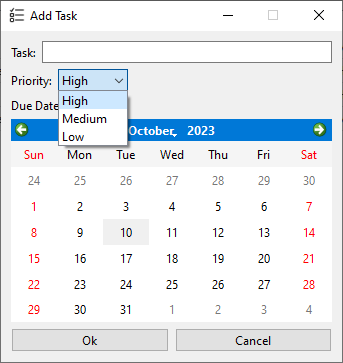 Add Task
Task:
Priority: High
High
Medium
Low
Due Date
October, 2023
Sun Mon Tue Wed Thu Fri Sat
24 25 26 27 28 29 30
1 2 3 4 5 6 7
8 9 10 11 12 13 14
15 16 17 18 19 20 21
22 23 24 25 26 27 28
29 30 31 1 2 3 4
Ok Cancel